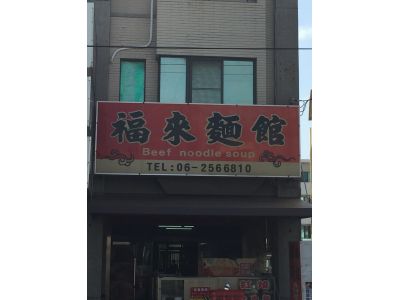 福來麵館
Beef noodle soup
TEL:06-2566810